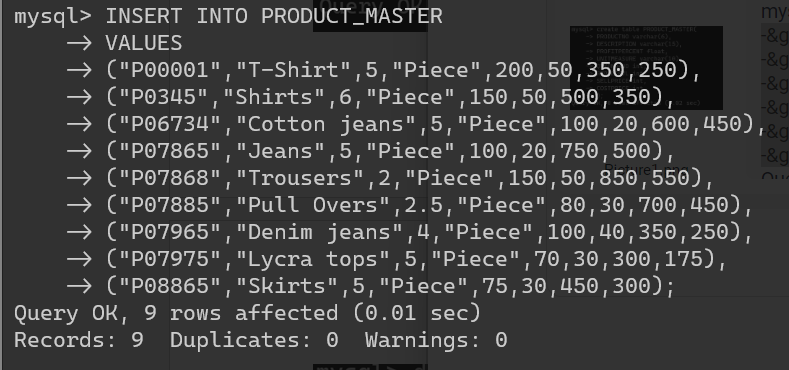 mysql> INSERT INTO PRODUCT_MASTER
-> VALUES
-> ("P00001","T-Shirt",5,"Piece",200,50,350,250),
-> ("P0345","Shirts",6,"Piece",150,50,500,350),
-> ("P06734","Cotton jeans",5,"Piece",100,20,600,450),
-> ("P07865","Jeans",5,"Piece",100,20,750,500),
-> ("P07868","Trousers",2,"Piece",150,50,850,550),
-> ("P07885","Pull Overs",2.5,"Piece",80,30,700,450),
-> ("P07965","Denim jeans",4,"Piece",100,40,350,250),
-> ("P07975","Lycra tops",5,"Piece",70,30,300,175),
-> ("P08865","Skirts",5,"Piece",75,30,450,300);
Query OK, 9 rows affected (0.01 sec)
Records: 9  Duplicates: 0  Warnings: 0